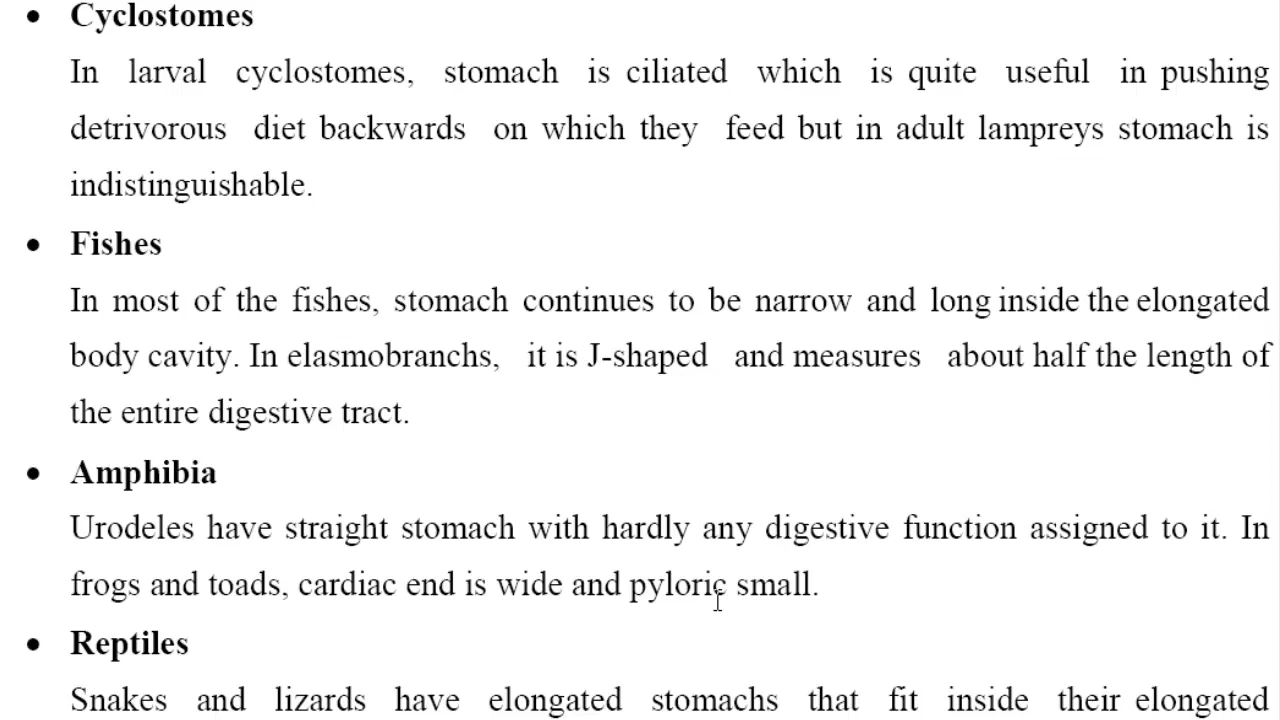 • Cyclostomes
In larval cyclostomes, stomach is ciliated which is quite useful in pushing
detrivorous diet backwards on which they feed but in adult lampreys stomach is
indistinguishable.
• Fishes
In most of the fishes, stomach continues to be narrow and long inside the elongated
body cavity. In elasmobranchs, it is J-shaped and measures about half the length of
the entire digestive tract.
• Amphibia
Urodeles have straight stomach with hardly any digestive function assigned to it. In
frogs and toads, cardiac end is wide and pyloric small.
• Reptiles
Snakes and lizards have elongated stomachs that fit inside their elongated